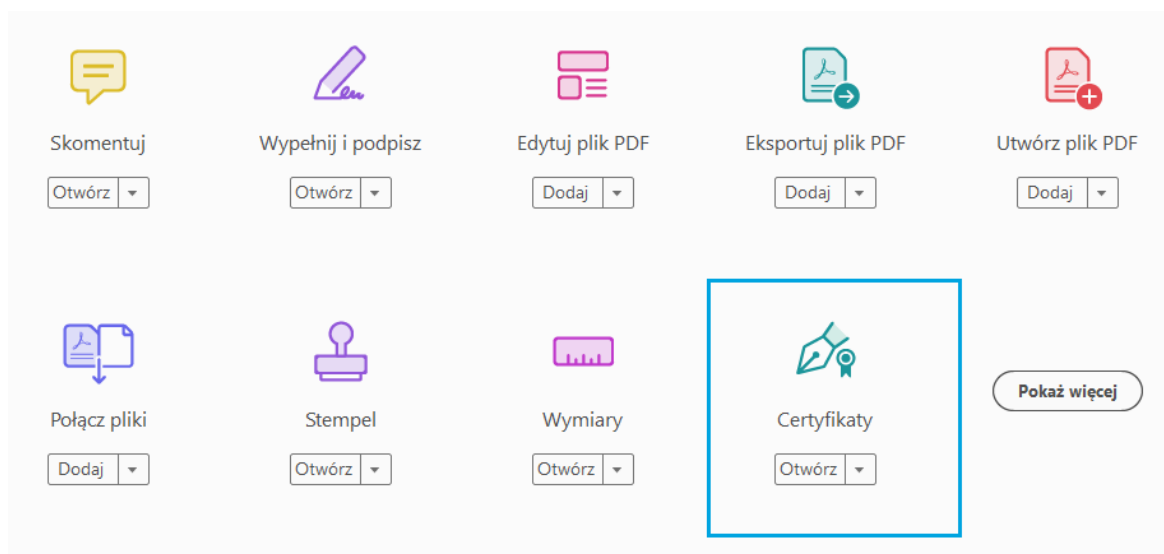 Skomentuj
Wypełnij i podpisz
Edytuj plik PDF
Eksportuj plik PDF
Utwórz plik PDF
Otwórz
Otwórz
Dodaj
Dodaj
Dodaj
Połącz pliki
Stempel
Wymiary
Certyfikaty
Pokaż więcej
Dodaj
Otwórz
Otwórz
Otwórz